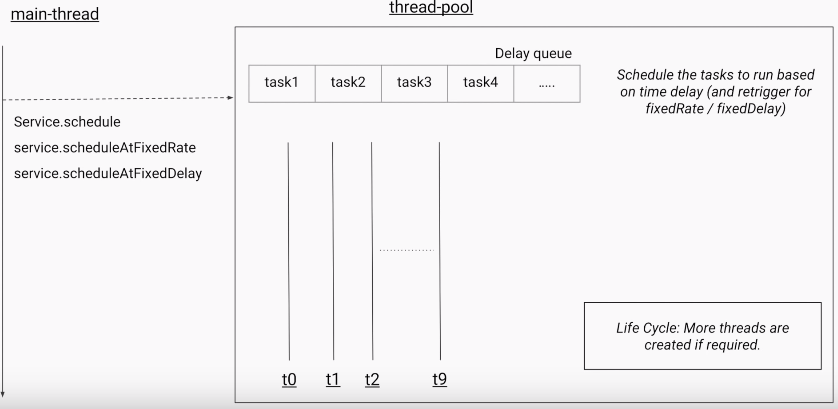 main-thread
thread-pool
Delay queue
task1 task2 task3 task4 .....
Schedule the tasks to run based
on time delay (and retrigger for
fixedRate / fixedDelay)
Service.schedule
service.scheduleAtFixedRate
service.scheduleAtFixedDelay
Life Cycle: More threads are
created if required.
t0 t1 t2 t9